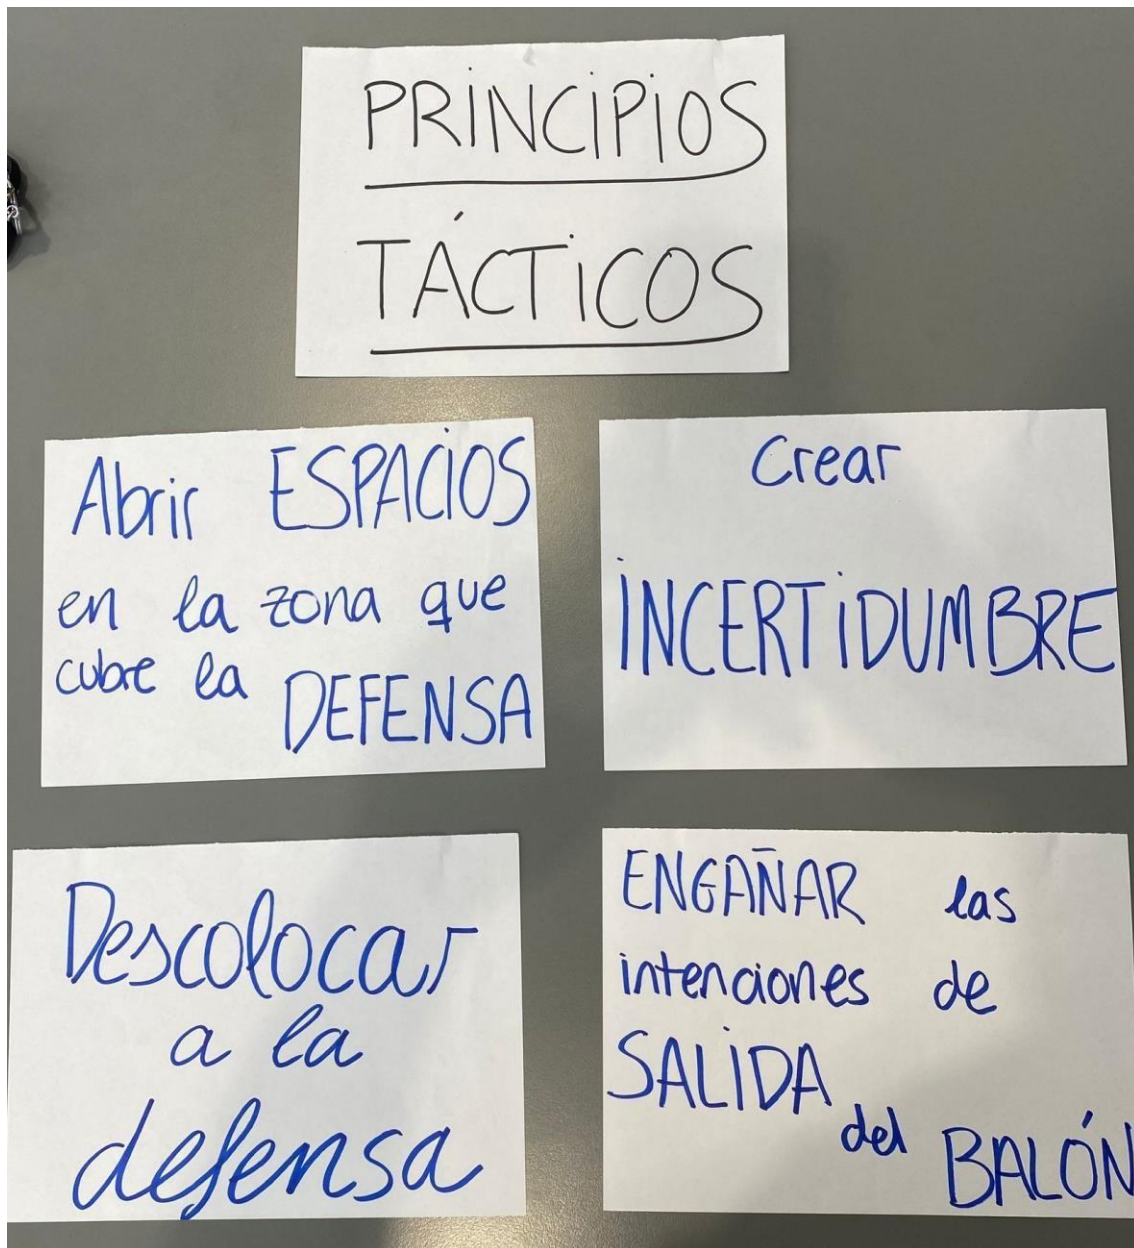 PRINCIPIOS
TÁCTICOS
Abrir ESPACIOS
en la zona que
cubre la DEFENSA
Crear
INCERTIDUMBRE
Descolocar
a la
defensa
ENGAÑAR las
intenciones de
SALIDA
del BALÓN